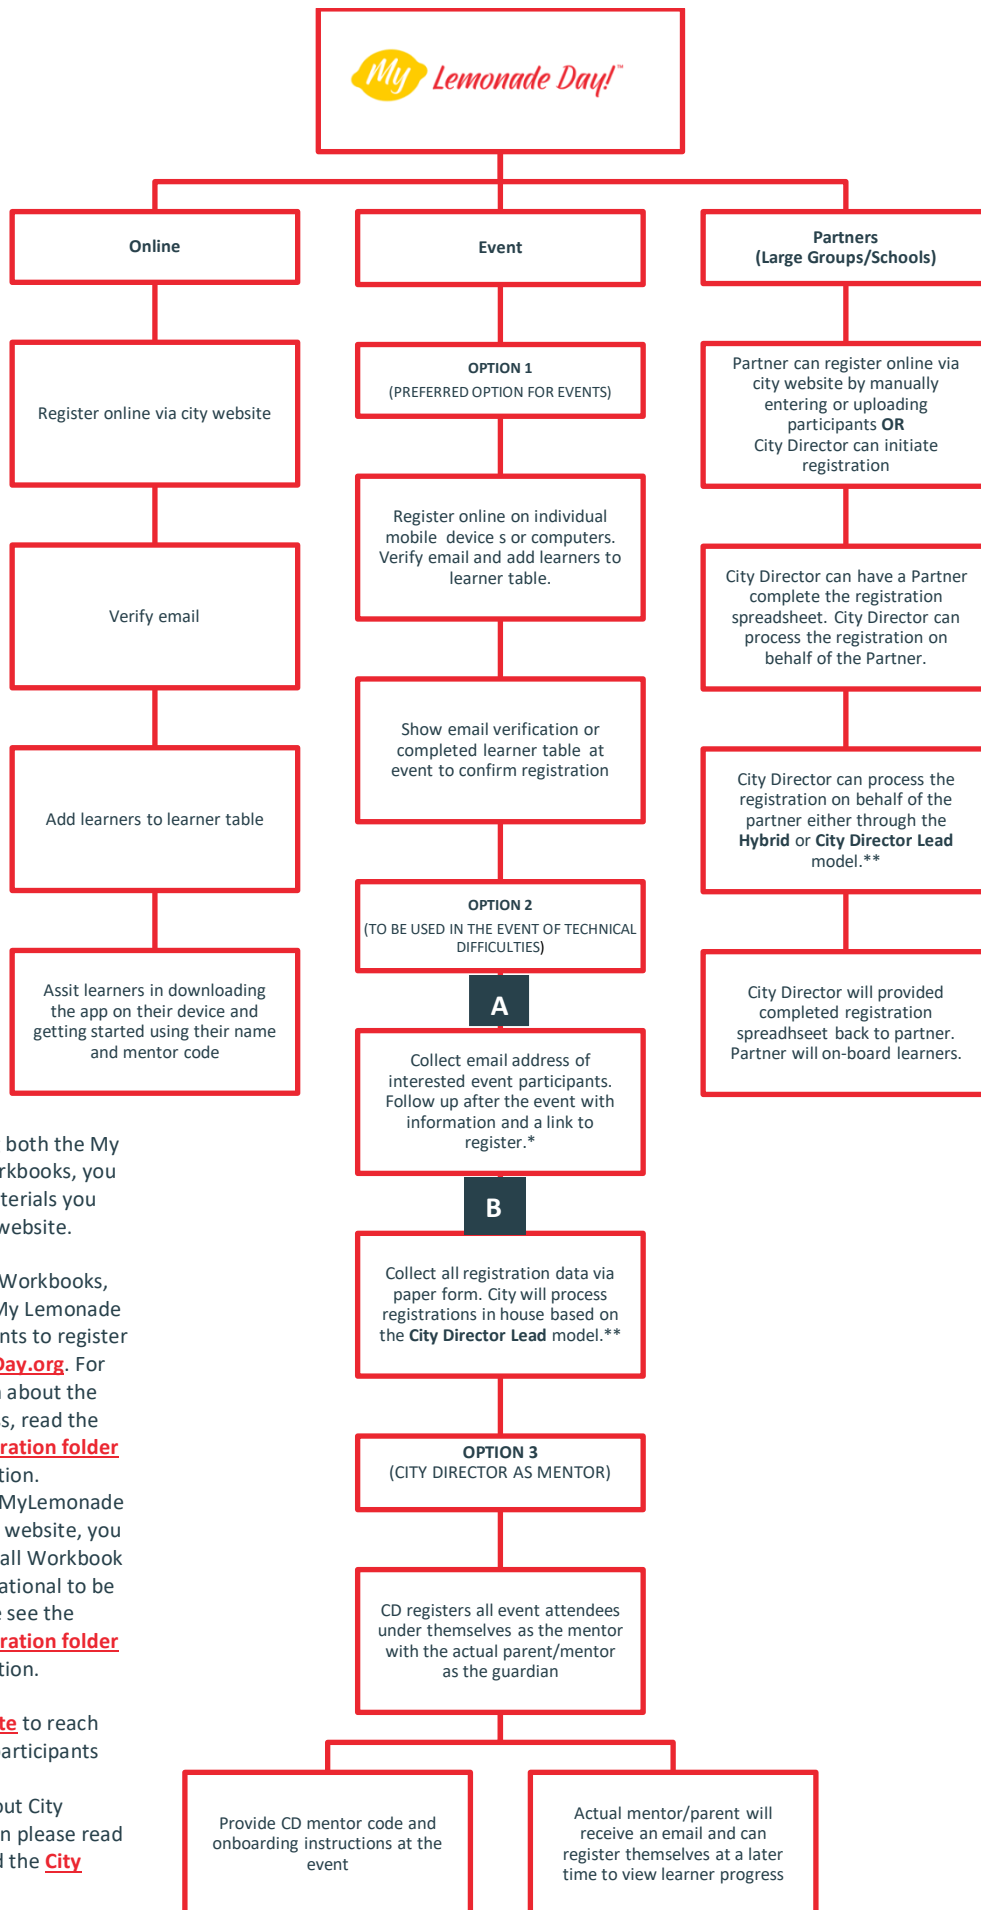 My Lemonade Day!™
Online
Register online via city website
Verify email
Add learners to learner table
Assit learners in downloading
the app on their device and
getting started using their name
and mentor code
Event
OPTION 1
(PREFERRED OPTION FOR EVENTS)
Register online on individual
mobile device s or computers.
Verify email and add learners to
learner table.
Show email verification or
completed learner table at
event to confirm registration
OPTION 2
(TO BE USED IN THE EVENT OF TECHNICAL
DIFFICULTIES)
A
Collect email address of
interested event participants.
Follow up after the event with
information and a link to
register.*
B
Collect all registration data via
paper form. City will process
registrations in house based on
the City Director Lead model.**
OPTION 3
(CITY DIRECTOR AS MENTOR)
CD registers all event attendees
under themselves as the mentor
with the actual parent/mentor
as the guardian
Provide CD mentor code and
onboarding instructions at the
event
Actual mentor/parent will
receive an email and can
register themselves at a later
time to view learner progress
Partners
(Large Groups/Schools)
Partner can register online via
city website by manually
entering or uploading
participants OR
City Director can initiate
registration
City Director can have a Partner
complete the registration
spreadsheet. City Director can
process the registration on
behalf of the Partner.
City Director can process the
registration on behalf of the
partner either through the
Hybrid or City Director Lead
model.**
City Director will provided
completed registration
spreadhseet back to partner.
Partner will on-board learners.
both the My
rkbooks, you
terials you
website.
Workbooks,
My Lemonade
nts to register
Day.org. For
about the
ss, read the
ration folder
tion.
MyLemonade
website, you
all Workbook
ational to be
see the
ration folder
tion.
te to reach
participants
out City
n please read
d the City